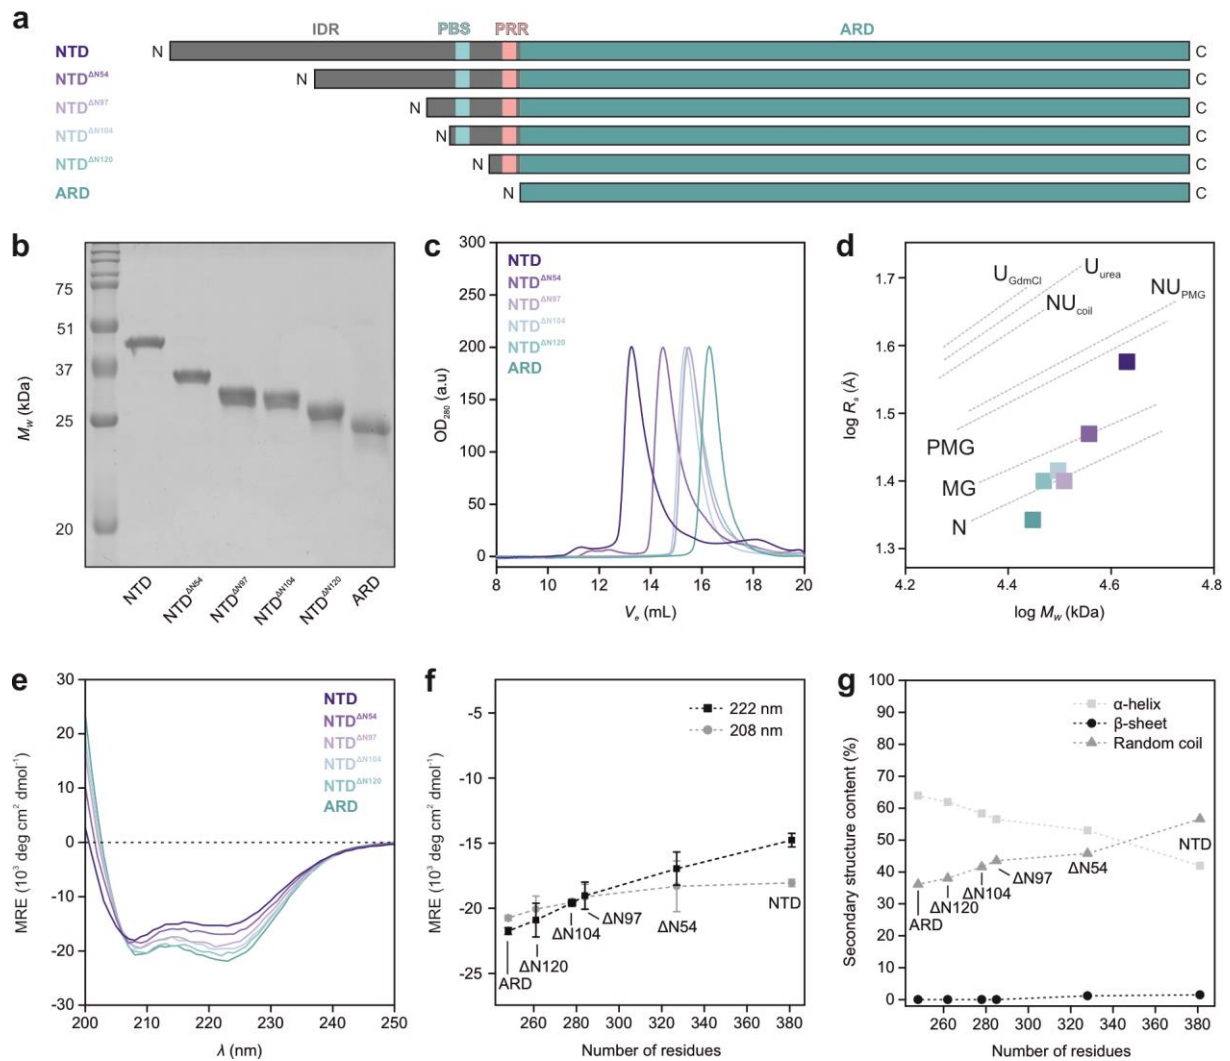 a
IDR PBS PRR ARD
NTD N C
NTD^ΔN54 N C
NTD^ΔN97 N C
NTD^ΔN104 N C
NTD^ΔN120 N C
ARD N C
b
75
51
37
25
20
M_w (kDa)
NTD NTD^ΔN54 NTD^ΔN97 NTD^ΔN104 NTD^ΔN120 ARD
c
NTD
NTD^ΔN54
NTD^ΔN97
NTD^ΔN104
NTD^ΔN120
ARD
300
250
200
150
100
50
0
OD_280 (a.u)
8 10 12 14 16 18 20
V_e (mL)
d
U_GdmCl U_urea
NU_coil NU_PMG
PMG
MG
N
1.7
1.6
1.5
1.4
1.3
log R_s (Å)
4.2 4.4 4.6 4.8
log M_w (kDa)
e
NTD
NTD^ΔN54
NTD^ΔN97
NTD^ΔN104
NTD^ΔN120
ARD
30
20
10
0
-10
-20
-30
MRE (10³ deg cm² dmol⁻¹)
200 210 220 230 240 250
λ (nm)
f
222 nm
208 nm
-5
-10
-15
-20
-25
MRE (10³ deg cm² dmol⁻¹)
ARD ΔN120 ΔN104 ΔN97 ΔN54 NTD
260 280 300 320 340 360 380
Number of residues
g
α-helix
β-sheet
Random coil
100
90
80
70
60
50
40
30
20
10
0
Secondary structure content (%)
ARD ΔN120 ΔN104 ΔN97 ΔN54 NTD
260 280 300 320 340 360 380
Number of residues